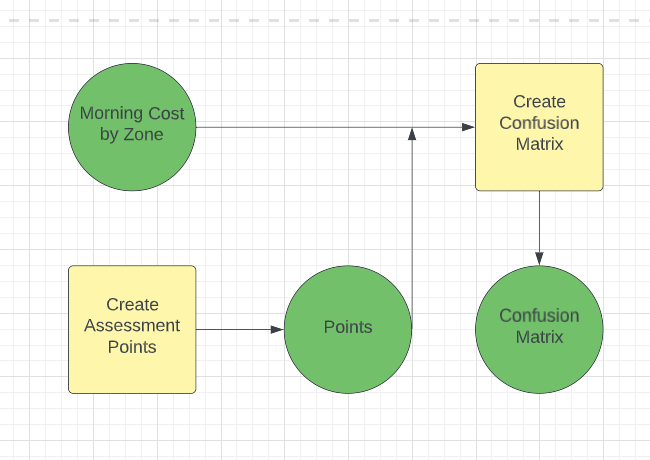 Morning Cost
by Zone
Create
Confusion
Matrix
Create
Assessment
Points
Points
Confusion
Matrix